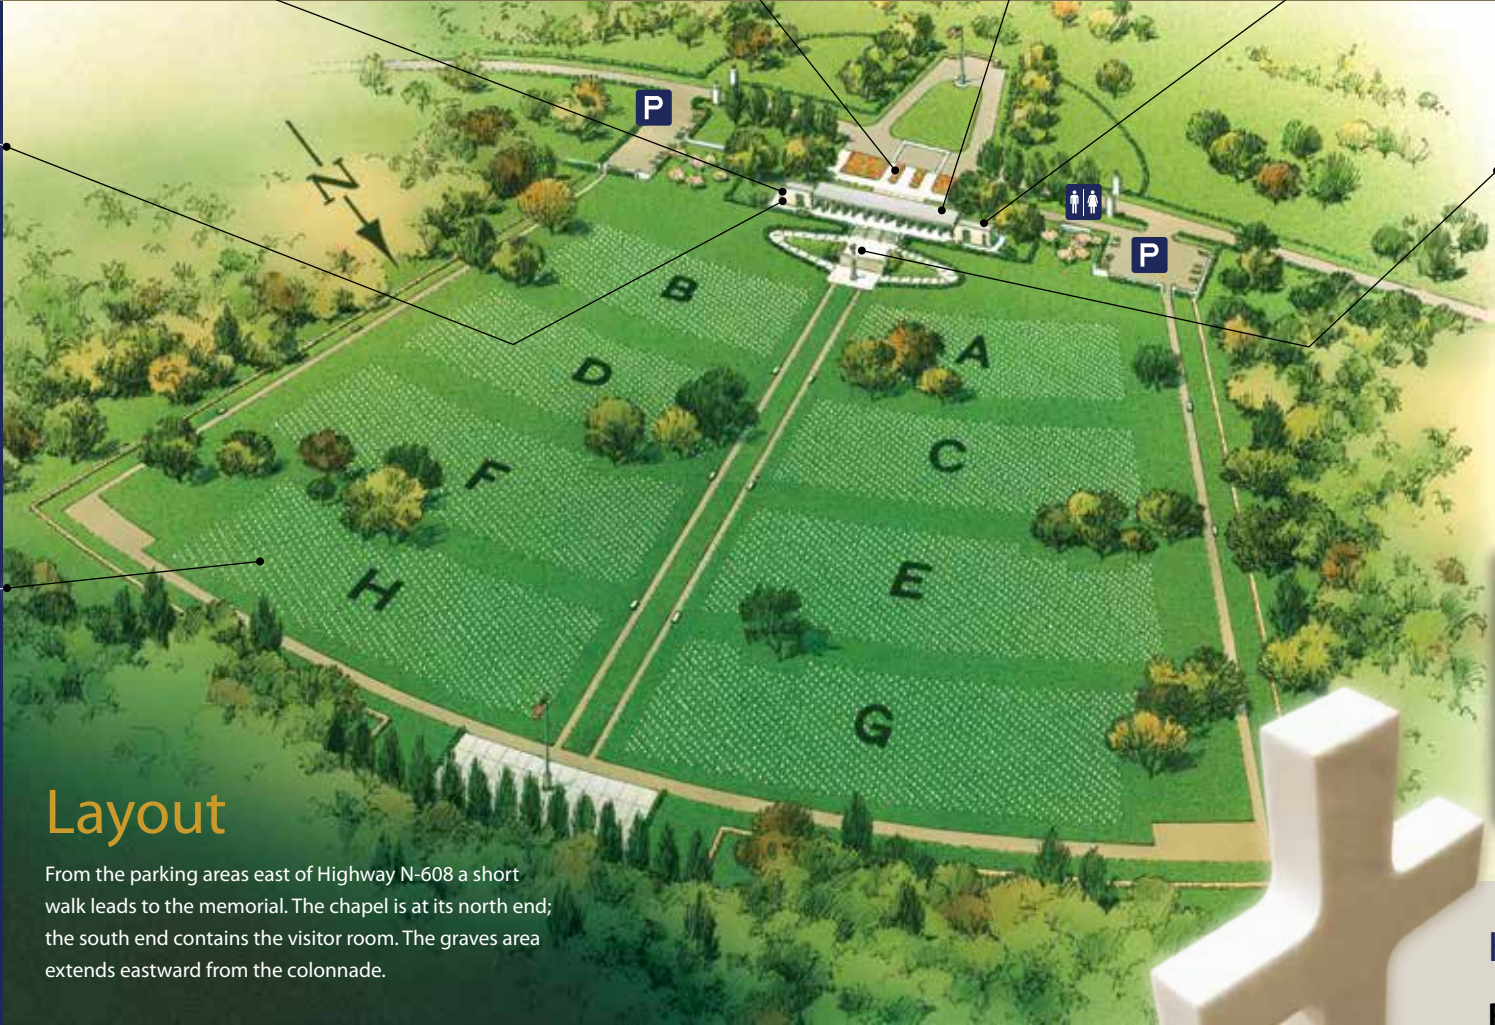 P
N
P
B
A
D
C
F
E
H
G
Layout
From the parking areas east of Highway N-608 a short
walk leads to the memorial. The chapel is at its north end;
the south end contains the visitor room. The graves area
extends eastward from the colonnade.